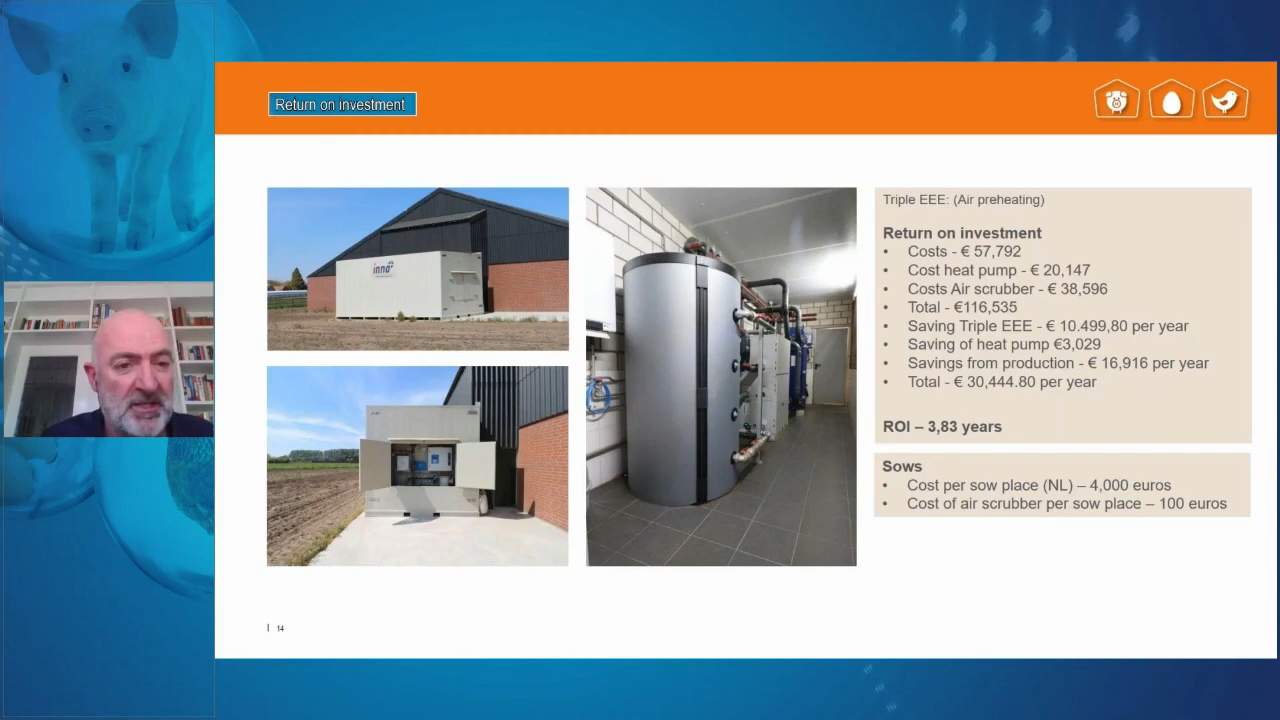 Return on investment
inno+
Triple EEE: (Air preheating)
Return on investment
• Costs - € 57,792
• Cost heat pump - € 20,147
• Costs Air scrubber - € 38,596
• Total - €116,535
• Saving Triple EEE - € 10.499,80 per year
• Saving of heat pump €3,029
• Savings from production - € 16,916 per year
• Total - € 30,444.80 per year
ROI – 3,83 years
Sows
• Cost per sow place (NL) – 4,000 euros
• Cost of air scrubber per sow place – 100 euros
| 14